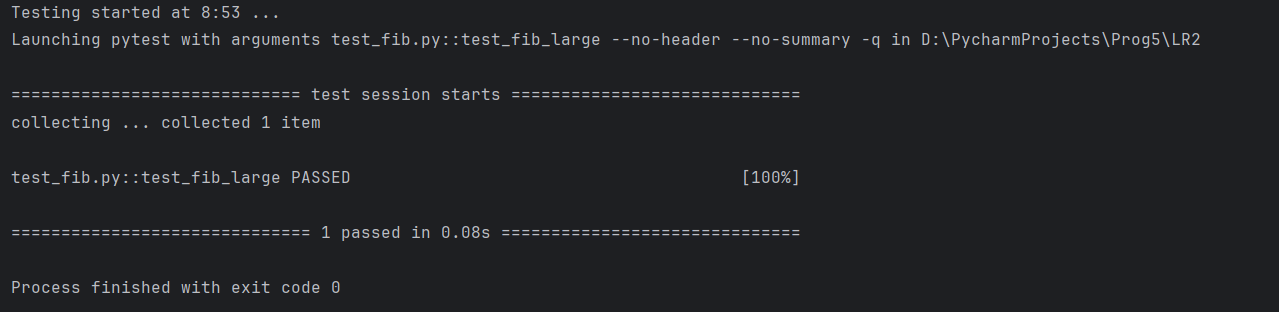 Testing started at 8:53 ...
Launching pytest with arguments test_fib.py::test_fib_large --no-header --no-summary -q in D:\PycharmProjects\Prog5\LR2
============================= test session starts =============================
collecting ... collected 1 item
test_fib.py::test_fib_large PASSED                                       [100%]
============================== 1 passed in 0.08s ==============================
Process finished with exit code 0